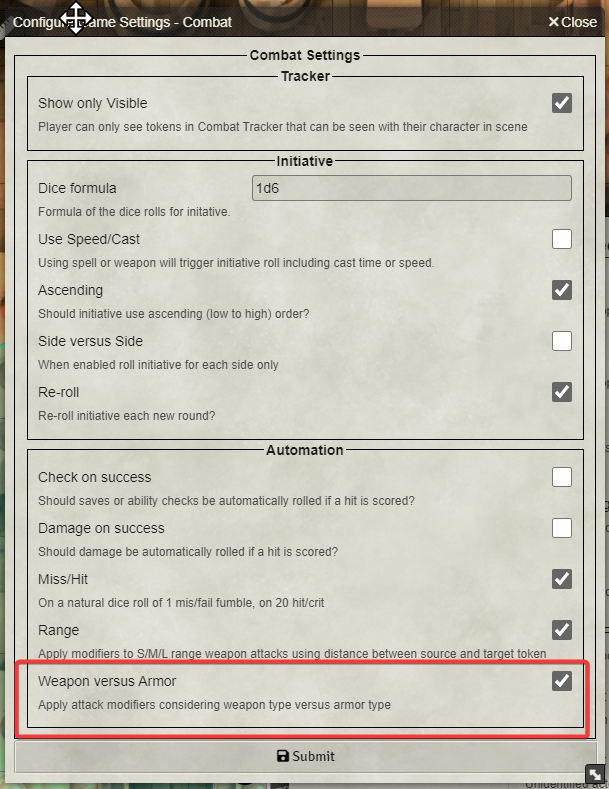 Configure Game Settings - Combat
×Close
Combat Settings
Tracker
Show only Visible
Player can only see tokens in Combat Tracker that can be seen with their character in scene
Initiative
Dice formula
1d6
Formula of the dice rolls for initative.
Use Speed/Cast
Using spell or weapon will trigger initiative roll including cast time or speed.
Ascending
Should initiative use ascending (low to high) order?
Side versus Side
When enabled roll initiative for each side only
Re-roll
Re-roll initiative each new round?
Automation
Check on success
Should saves or ability checks be automatically rolled if a hit is scored?
Damage on success
Should damage be automatically rolled if a hit is scored?
Miss/Hit
On a natural dice roll of 1 mis/fail fumble, on 20 hit/crit
Range
Apply modifiers to S/M/L range weapon attacks using distance between source and target token
Weapon versus Armor
Apply attack modifiers considering weapon type versus armor type
Submit